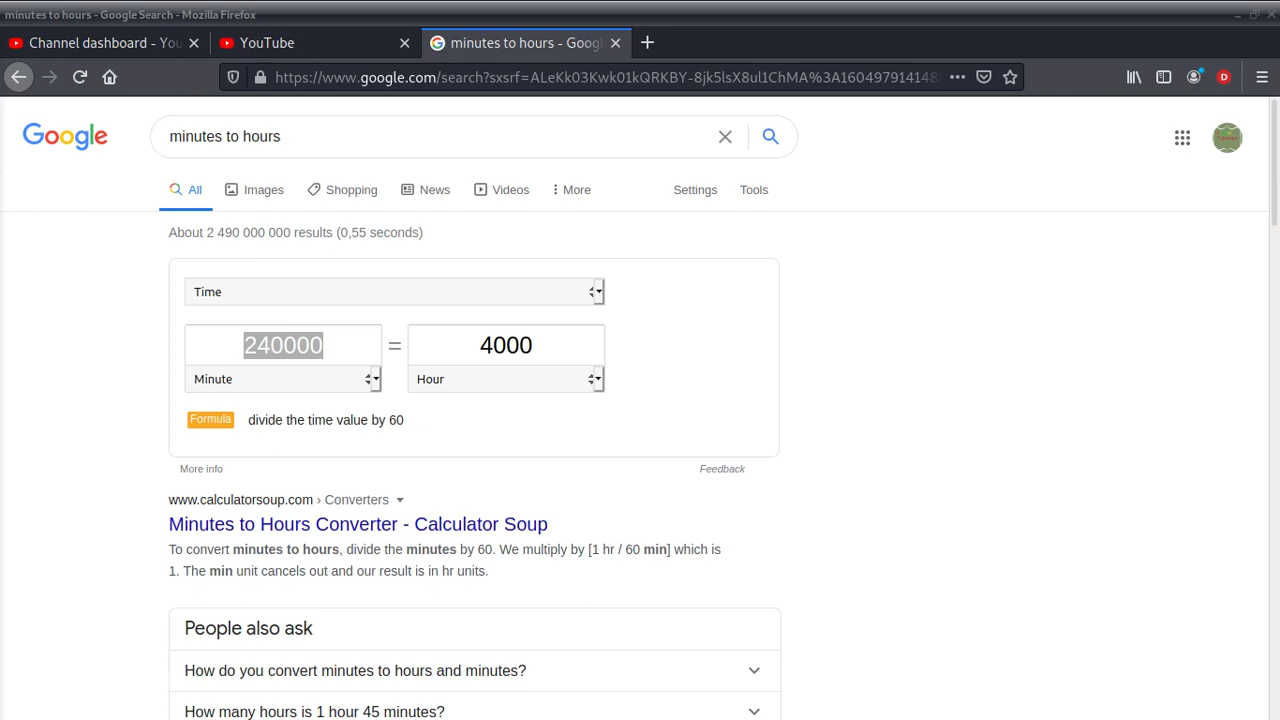 minutes to hours - Google Search - Mozilla Firefox
Channel dashboard - You
YouTube
minutes to hours - Goog
https://www.google.com/search?sxsrf=ALeKk03Kwk01kQRKBY-8jk5lsX8ul1ChMA%3A160497914148
D
Google
minutes to hours
All
Images
Shopping
News
Videos
More
Settings
Tools
About 2 490 000 000 results (0,55 seconds)
Time
240000 = 4000
Minute
Hour
Formula divide the time value by 60
More info
Feedback
www.calculatorsoup.com › Converters
Minutes to Hours Converter - Calculator Soup
To convert minutes to hours, divide the minutes by 60. We multiply by [1 hr / 60 min] which is
1. The min unit cancels out and our result is in hr units.
People also ask
How do you convert minutes to hours and minutes?
How many hours is 1 hour 45 minutes?